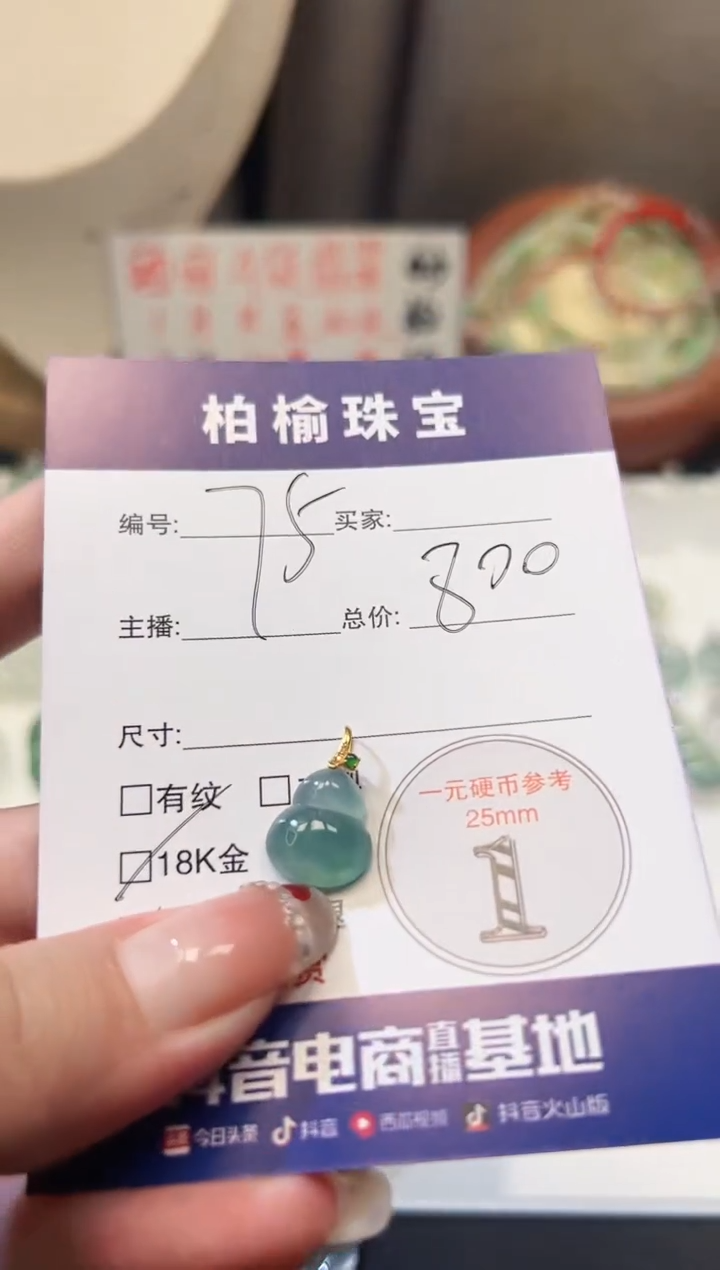 柏榆珠宝
编号: 75 买家:
主播: 总价: 800
尺寸:
□有纹 □
☑18K金
一元硬币参考
25mm
1
抖音电商直播基地
今日头条 抖音 西瓜视频 抖音火山版